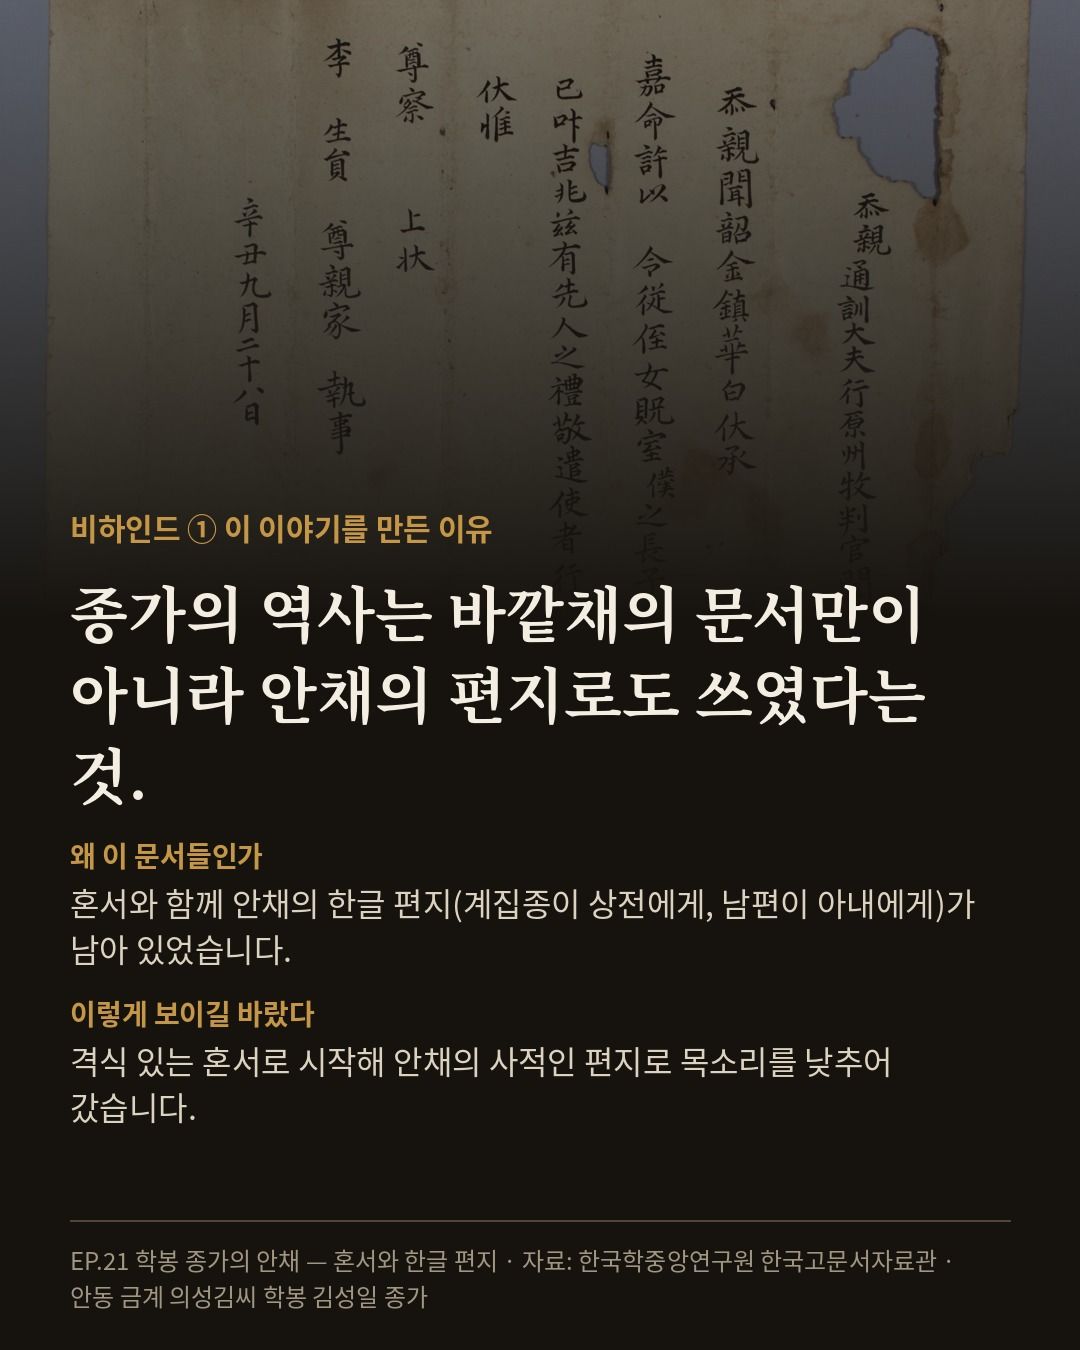 忝親通訓大夫行原州牧判官
忝親聞韶金鎮華白伏承
嘉命許以 令從侄女貺室僕之長子
已叶吉兆玆有先人之禮敬遣使者行
伏惟
尊察 上狀
李 生員 尊親家 執事
辛丑九月二十八日
비하인드 ① 이 이야기를 만든 이유
종가의 역사는 바깥채의 문서만이
아니라 안채의 편지로도 쓰였다는
것.
왜 이 문서들인가
혼서와 함께 안채의 한글 편지(계집종이 상전에게, 남편이 아내에게)가
남아 있었습니다.
이렇게 보이길 바랐다
격식 있는 혼서로 시작해 안채의 사적인 편지로 목소리를 낮추어
갔습니다.
EP.21 학봉 종가의 안채 — 혼서와 한글 편지 · 자료: 한국학중앙연구원 한국고문서자료관 ·
안동 금계 의성김씨 학봉 김성일 종가